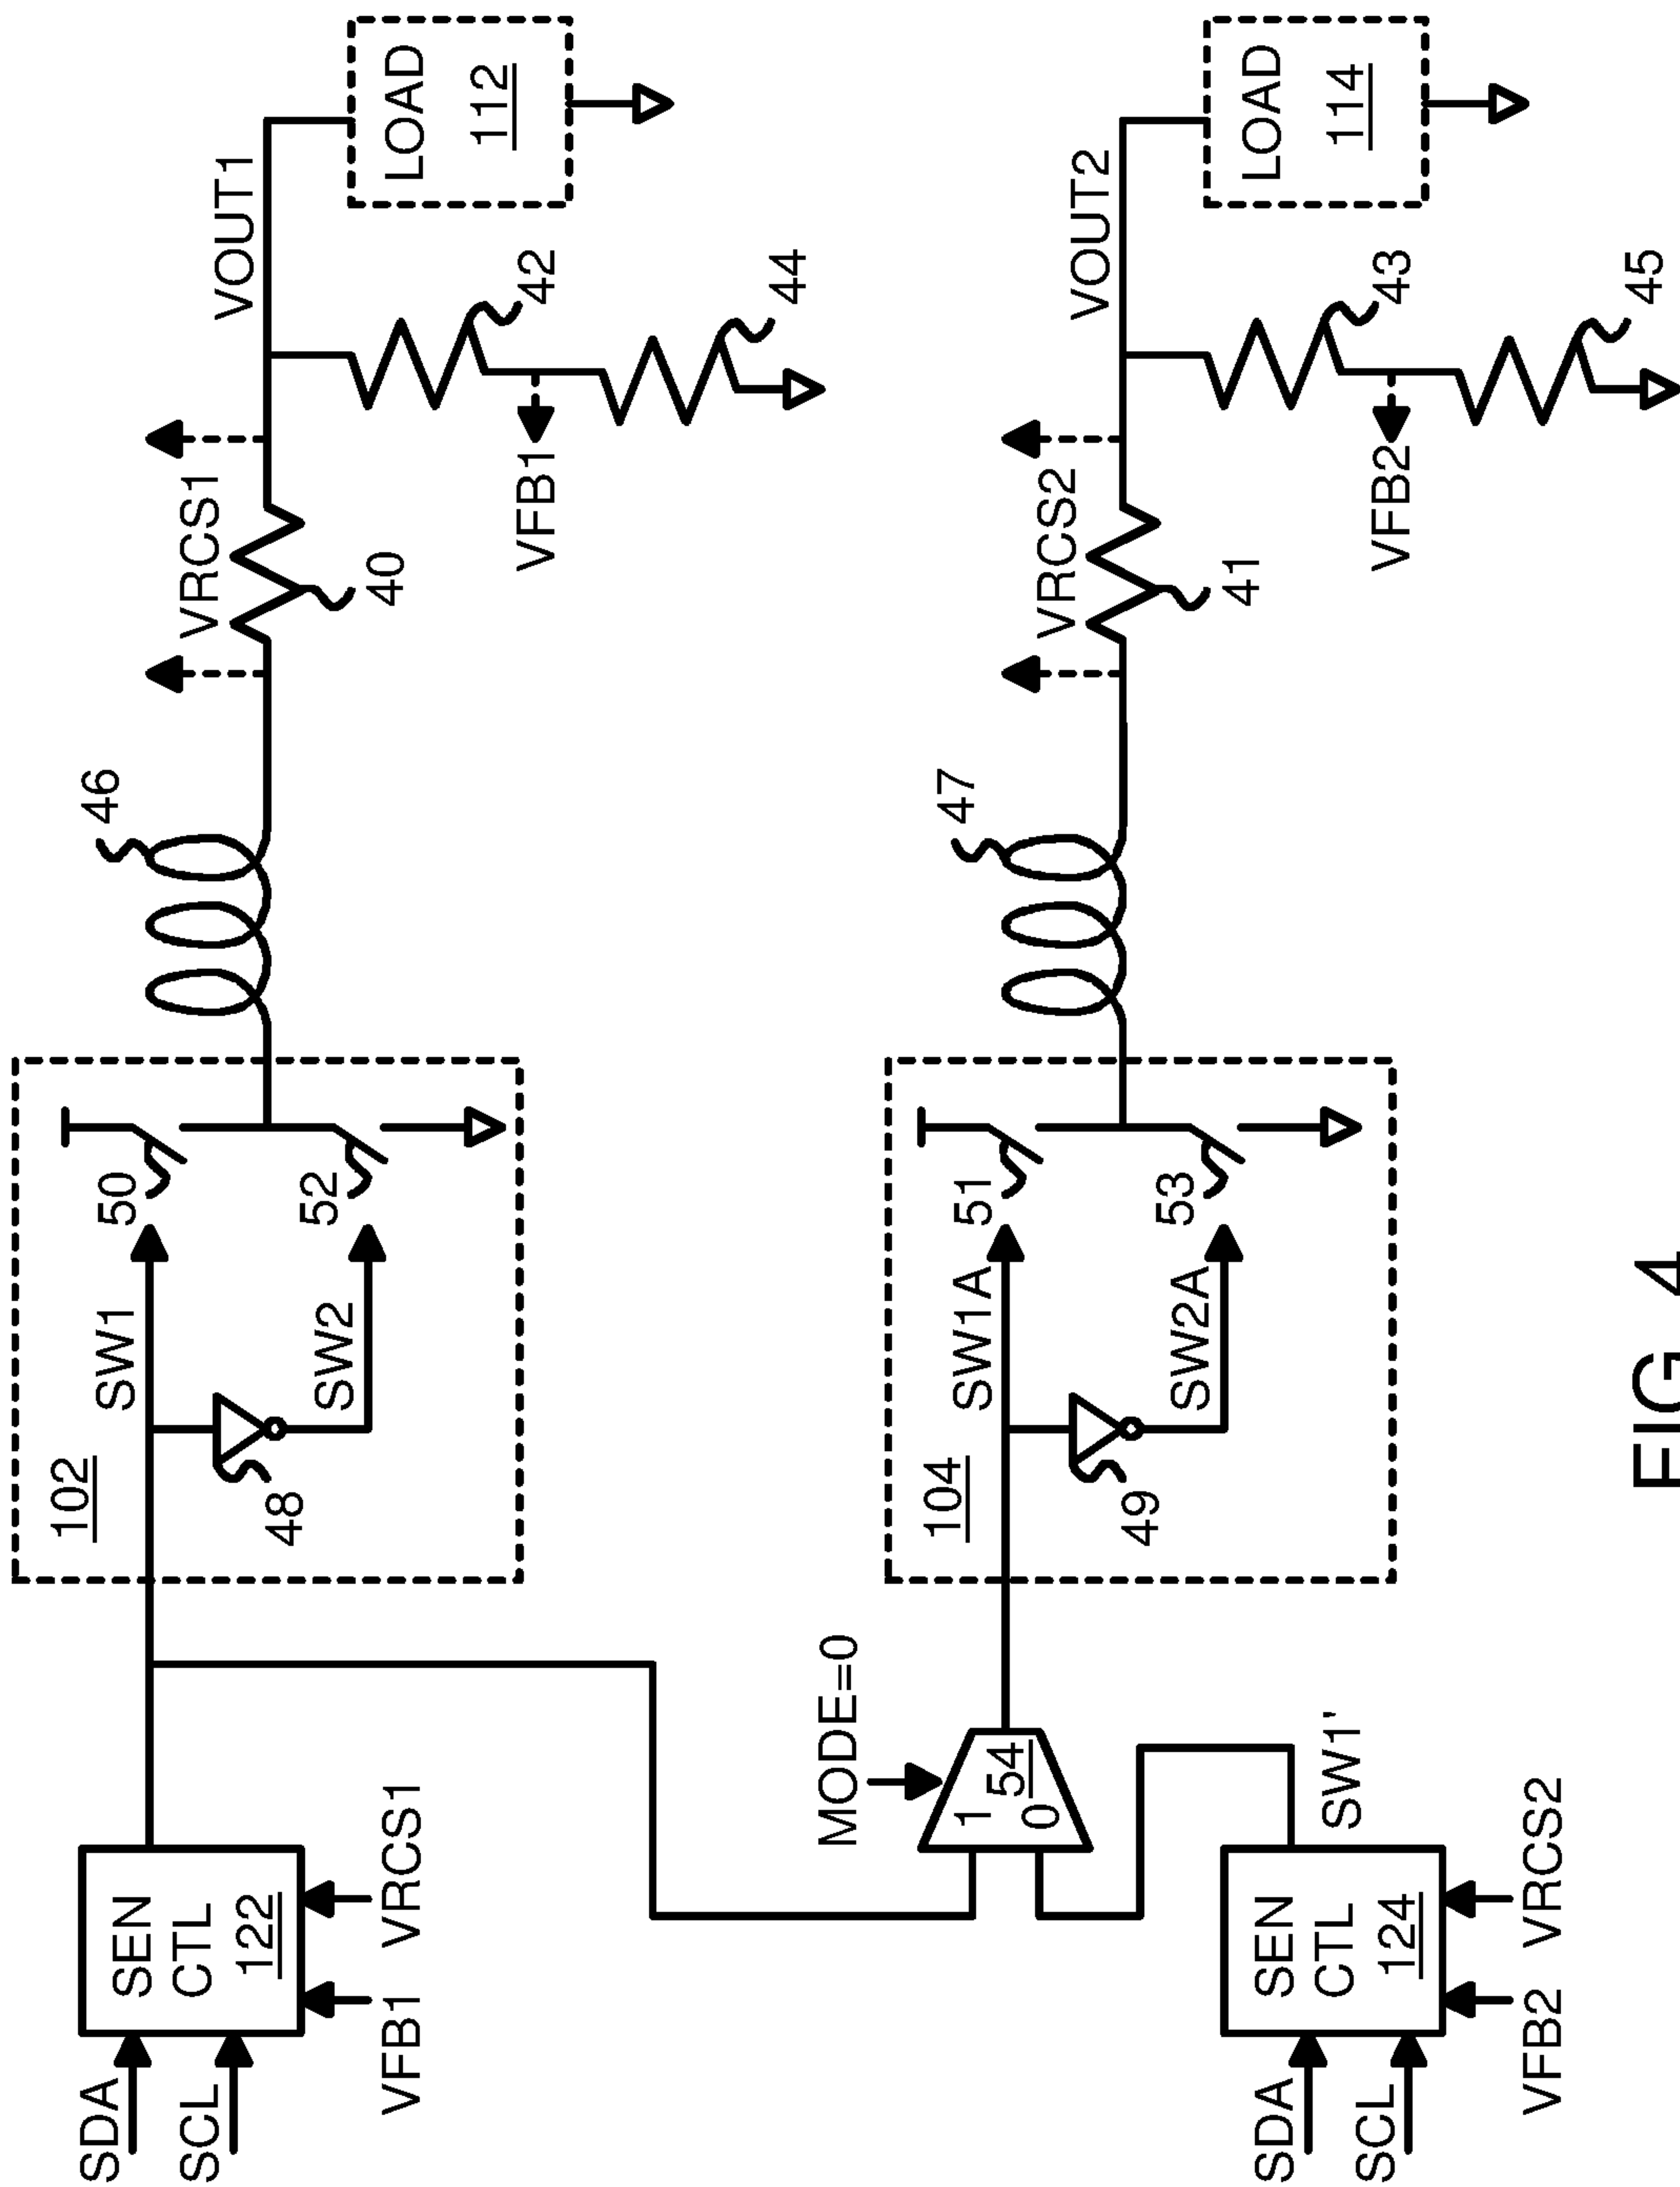 SDA
SCL
SEN
CTL
122
VFB1 VRCS1
102
SW1
48
SW2
50
52
46
VRCS1
40
VFB1
VOUT1
42
44
LOAD
112
MODE=0
1
54
0
SDA
SCL
SEN
CTL
124
VFB2 VRCS2
SW1'
104
SW1A
49
SW2A
51
53
47
VRCS2
41
VFB2
VOUT2
43
45
LOAD
114